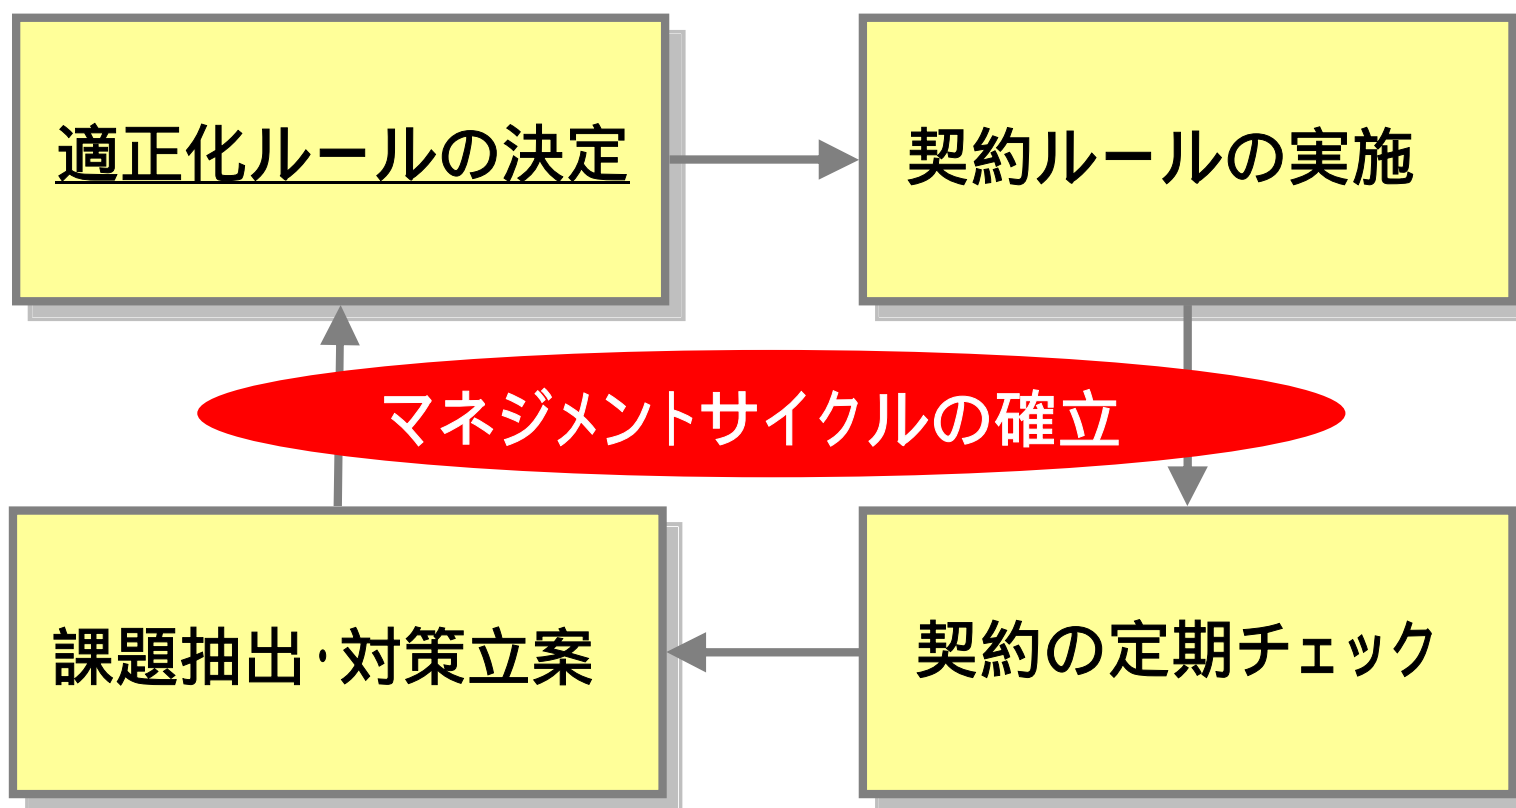 適正化ルールの決定
契約ルールの実施
マネジメントサイクルの確立
課題抽出・対策立案
契約の定期チェック